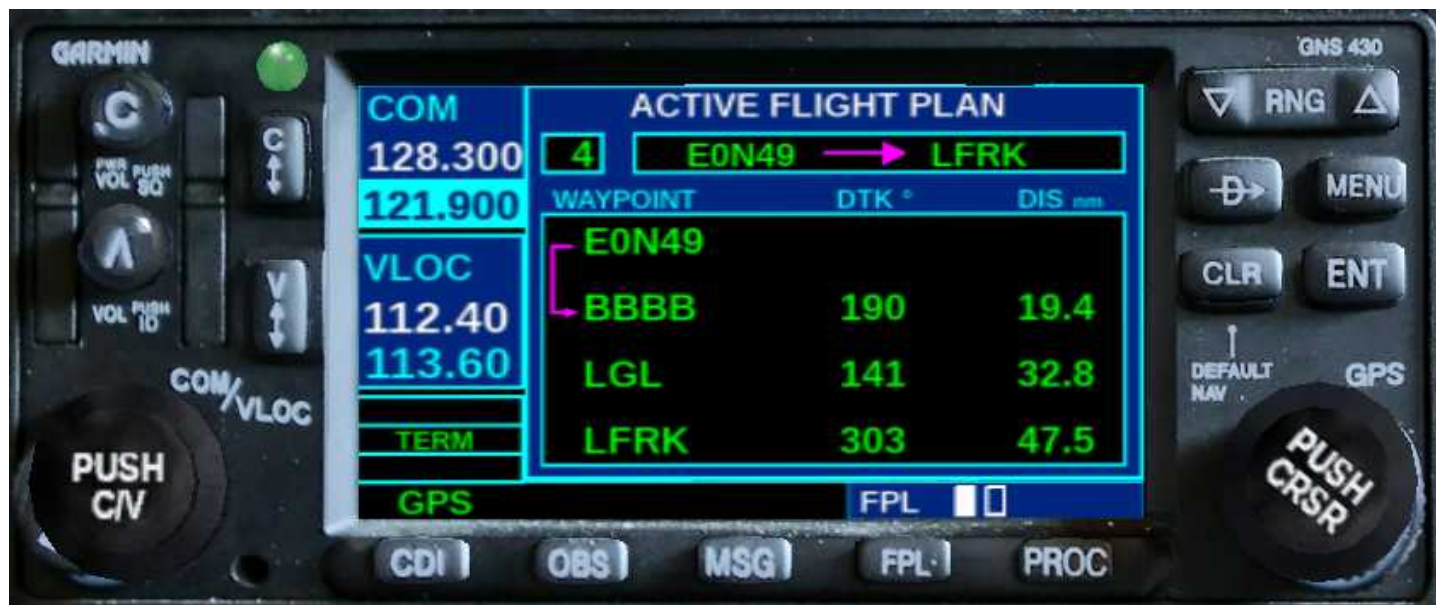 GARMIN
GNS 430
C
PWR VOL PUSH SQ
C
V
VOL PUSH ID
COM/VLOC
PUSH C/V
COM
128.300
121.900
VLOC
112.40
113.60
TERM
GPS
ACTIVE FLIGHT PLAN
4 E0N49 LFRK
WAYPOINT DTK ° DIS nm
E0N49
BBBB 190 19.4
LGL 141 32.8
LFRK 303 47.5
FPL
RNG
D MENU
CLR ENT
DEFAULT NAV
GPS
PUSH CRSR
CDI OBS MSG FPL PROC